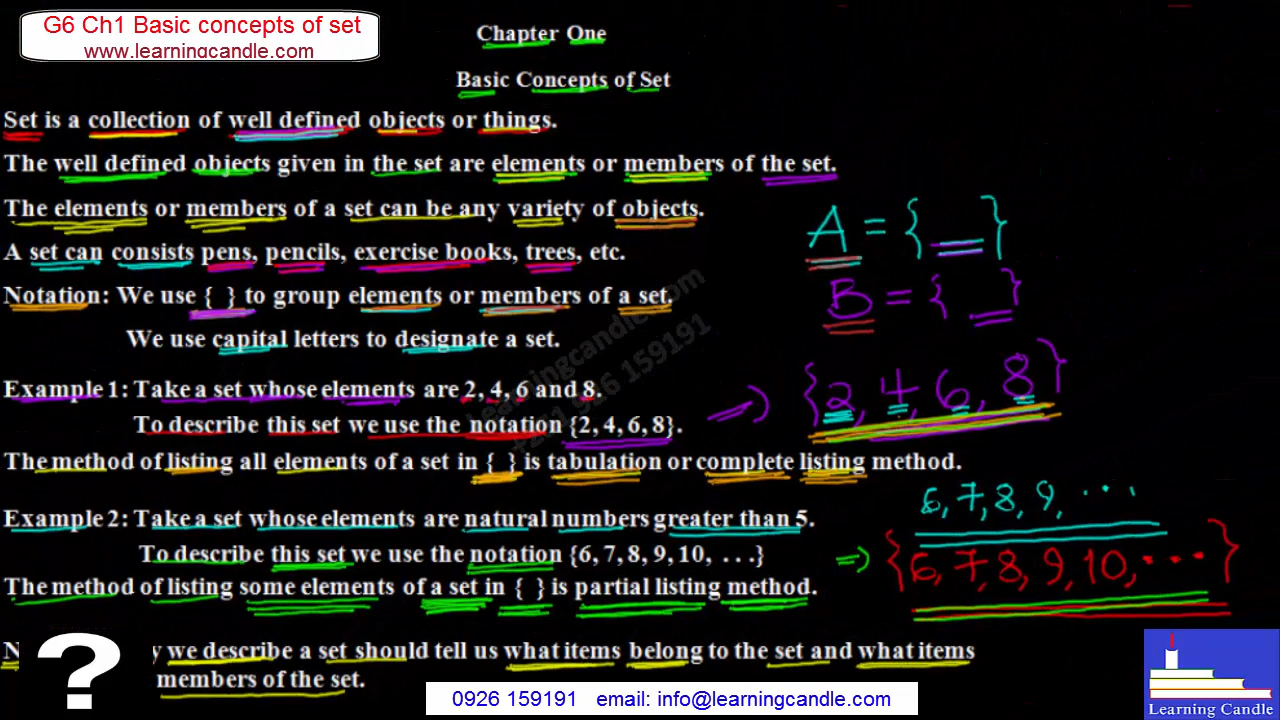 G6 Ch1 Basic concepts of set
www.learningcandle.com
Chapter One
Basic Concepts of Set
Set is a collection of well defined objects or things.
The well defined objects given in the set are elements or members of the set.
The elements or members of a set can be any variety of objects.
A set can consists pens, pencils, exercise books, trees, etc.
Notation: We use { } to group elements or members of a set.
We use capital letters to designate a set.
A = { }
B = { }
Example 1: Take a set whose elements are 2, 4, 6 and 8.
To describe this set we use the notation {2, 4, 6, 8}.
⇒ {2, 4, 6, 8}
The method of listing all elements of a set in { } is tabulation or complete listing method.
Example 2: Take a set whose elements are natural numbers greater than 5.
6, 7, 8, 9, ...
To describe this set we use the notation {6, 7, 8, 9, 10, ...}
⇒ {6, 7, 8, 9, 10, ...}
The method of listing some elements of a set in { } is partial listing method.
we describe a set should tell us what items belong to the set and what items
members of the set.
?
0926 159191 email: info@learningcandle.com
Learning Candle
Learningcandle.com
159191